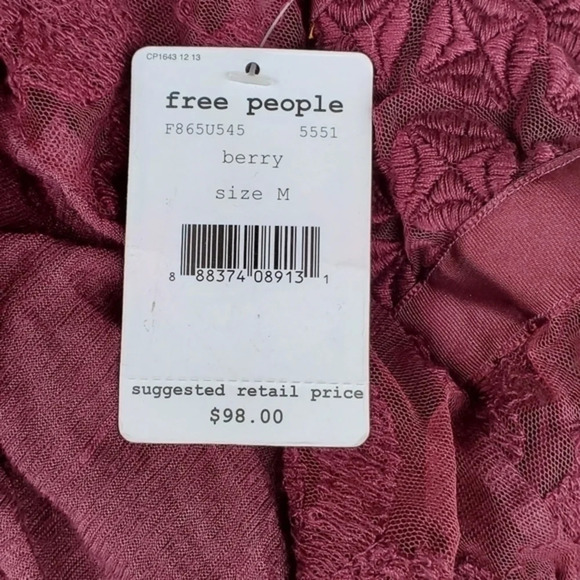 CP1643 12 13
free people
F865U545 5551
berry
size M
8 88374 08913 1
suggested retail price
$98.00